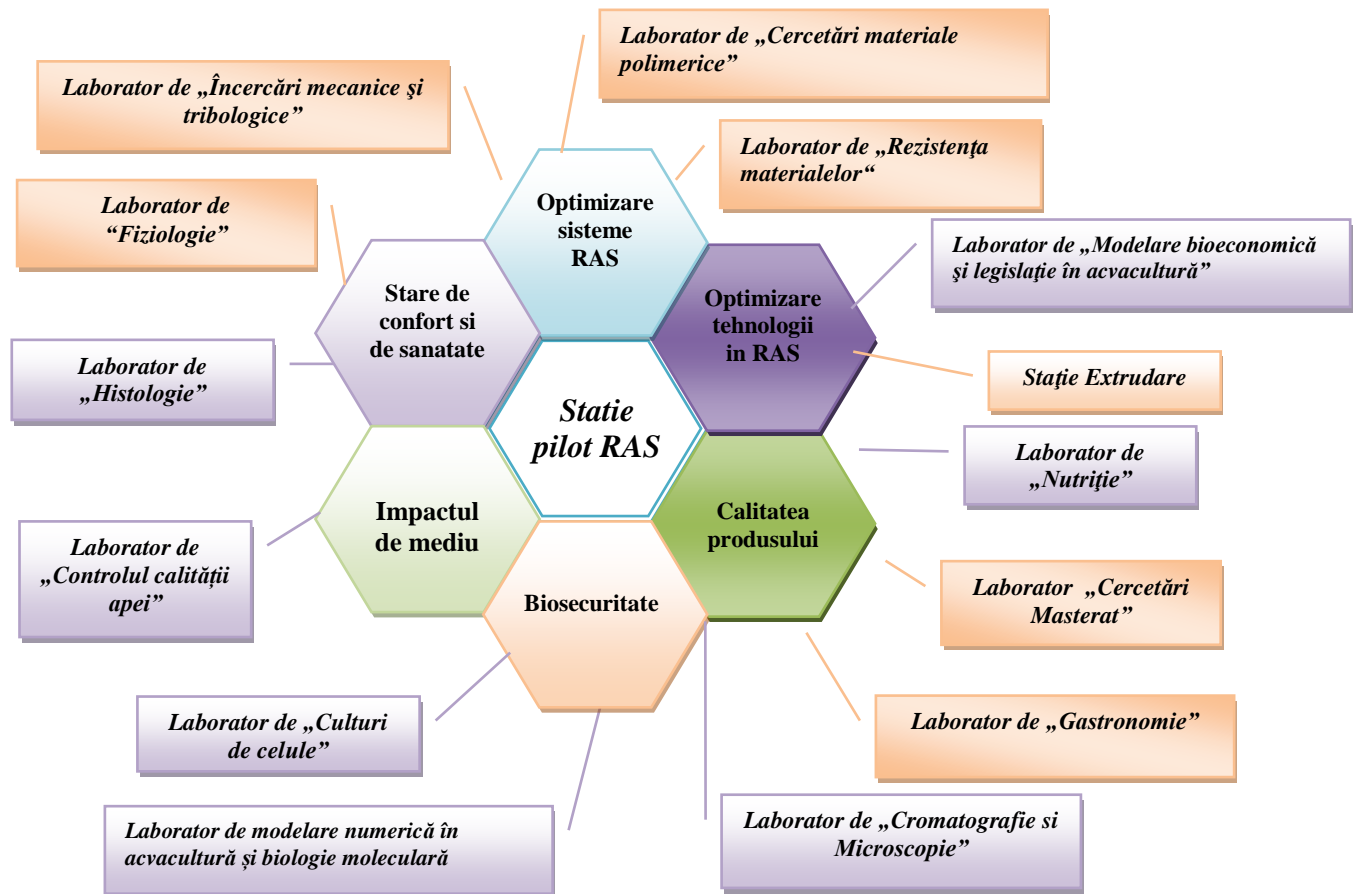 Laborator de „Cercetări materiale
polimerice”
Laborator de „Încercări mecanice şi
tribologice”
Laborator de „Rezistenţa
materialelor“
Optimizare
sisteme
RAS
Laborator de
“Fiziologie”
Laborator de „Modelare bioeconomică
şi legislaţie în acvacultură”
Stare de
confort si
de sanatate
Optimizare
tehnologii
in RAS
Laborator de
„Histologie”
Staţie Extrudare
Statie
pilot RAS
Laborator de
„Nutriţie”
Impactul
de mediu
Calitatea
produsului
Laborator de
„Controlul calității
apei”
Biosecuritate
Laborator „Cercetări
Masterat”
Laborator de „Culturi
de celule”
Laborator de „Gastronomie”
Laborator de modelare numerică în
acvacultură și biologie moleculară
Laborator de „Cromatografie si
Microscopie”